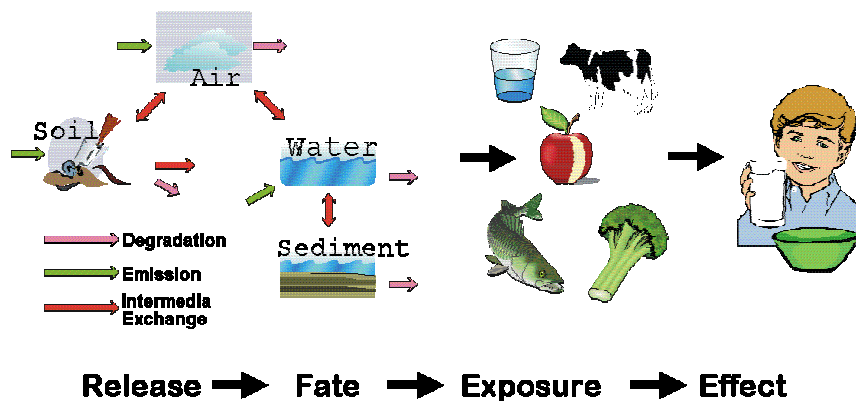 Air
Soil
Water
Sediment
Degradation
Emission
Intermedia
Exchange
Release Fate Exposure Effect